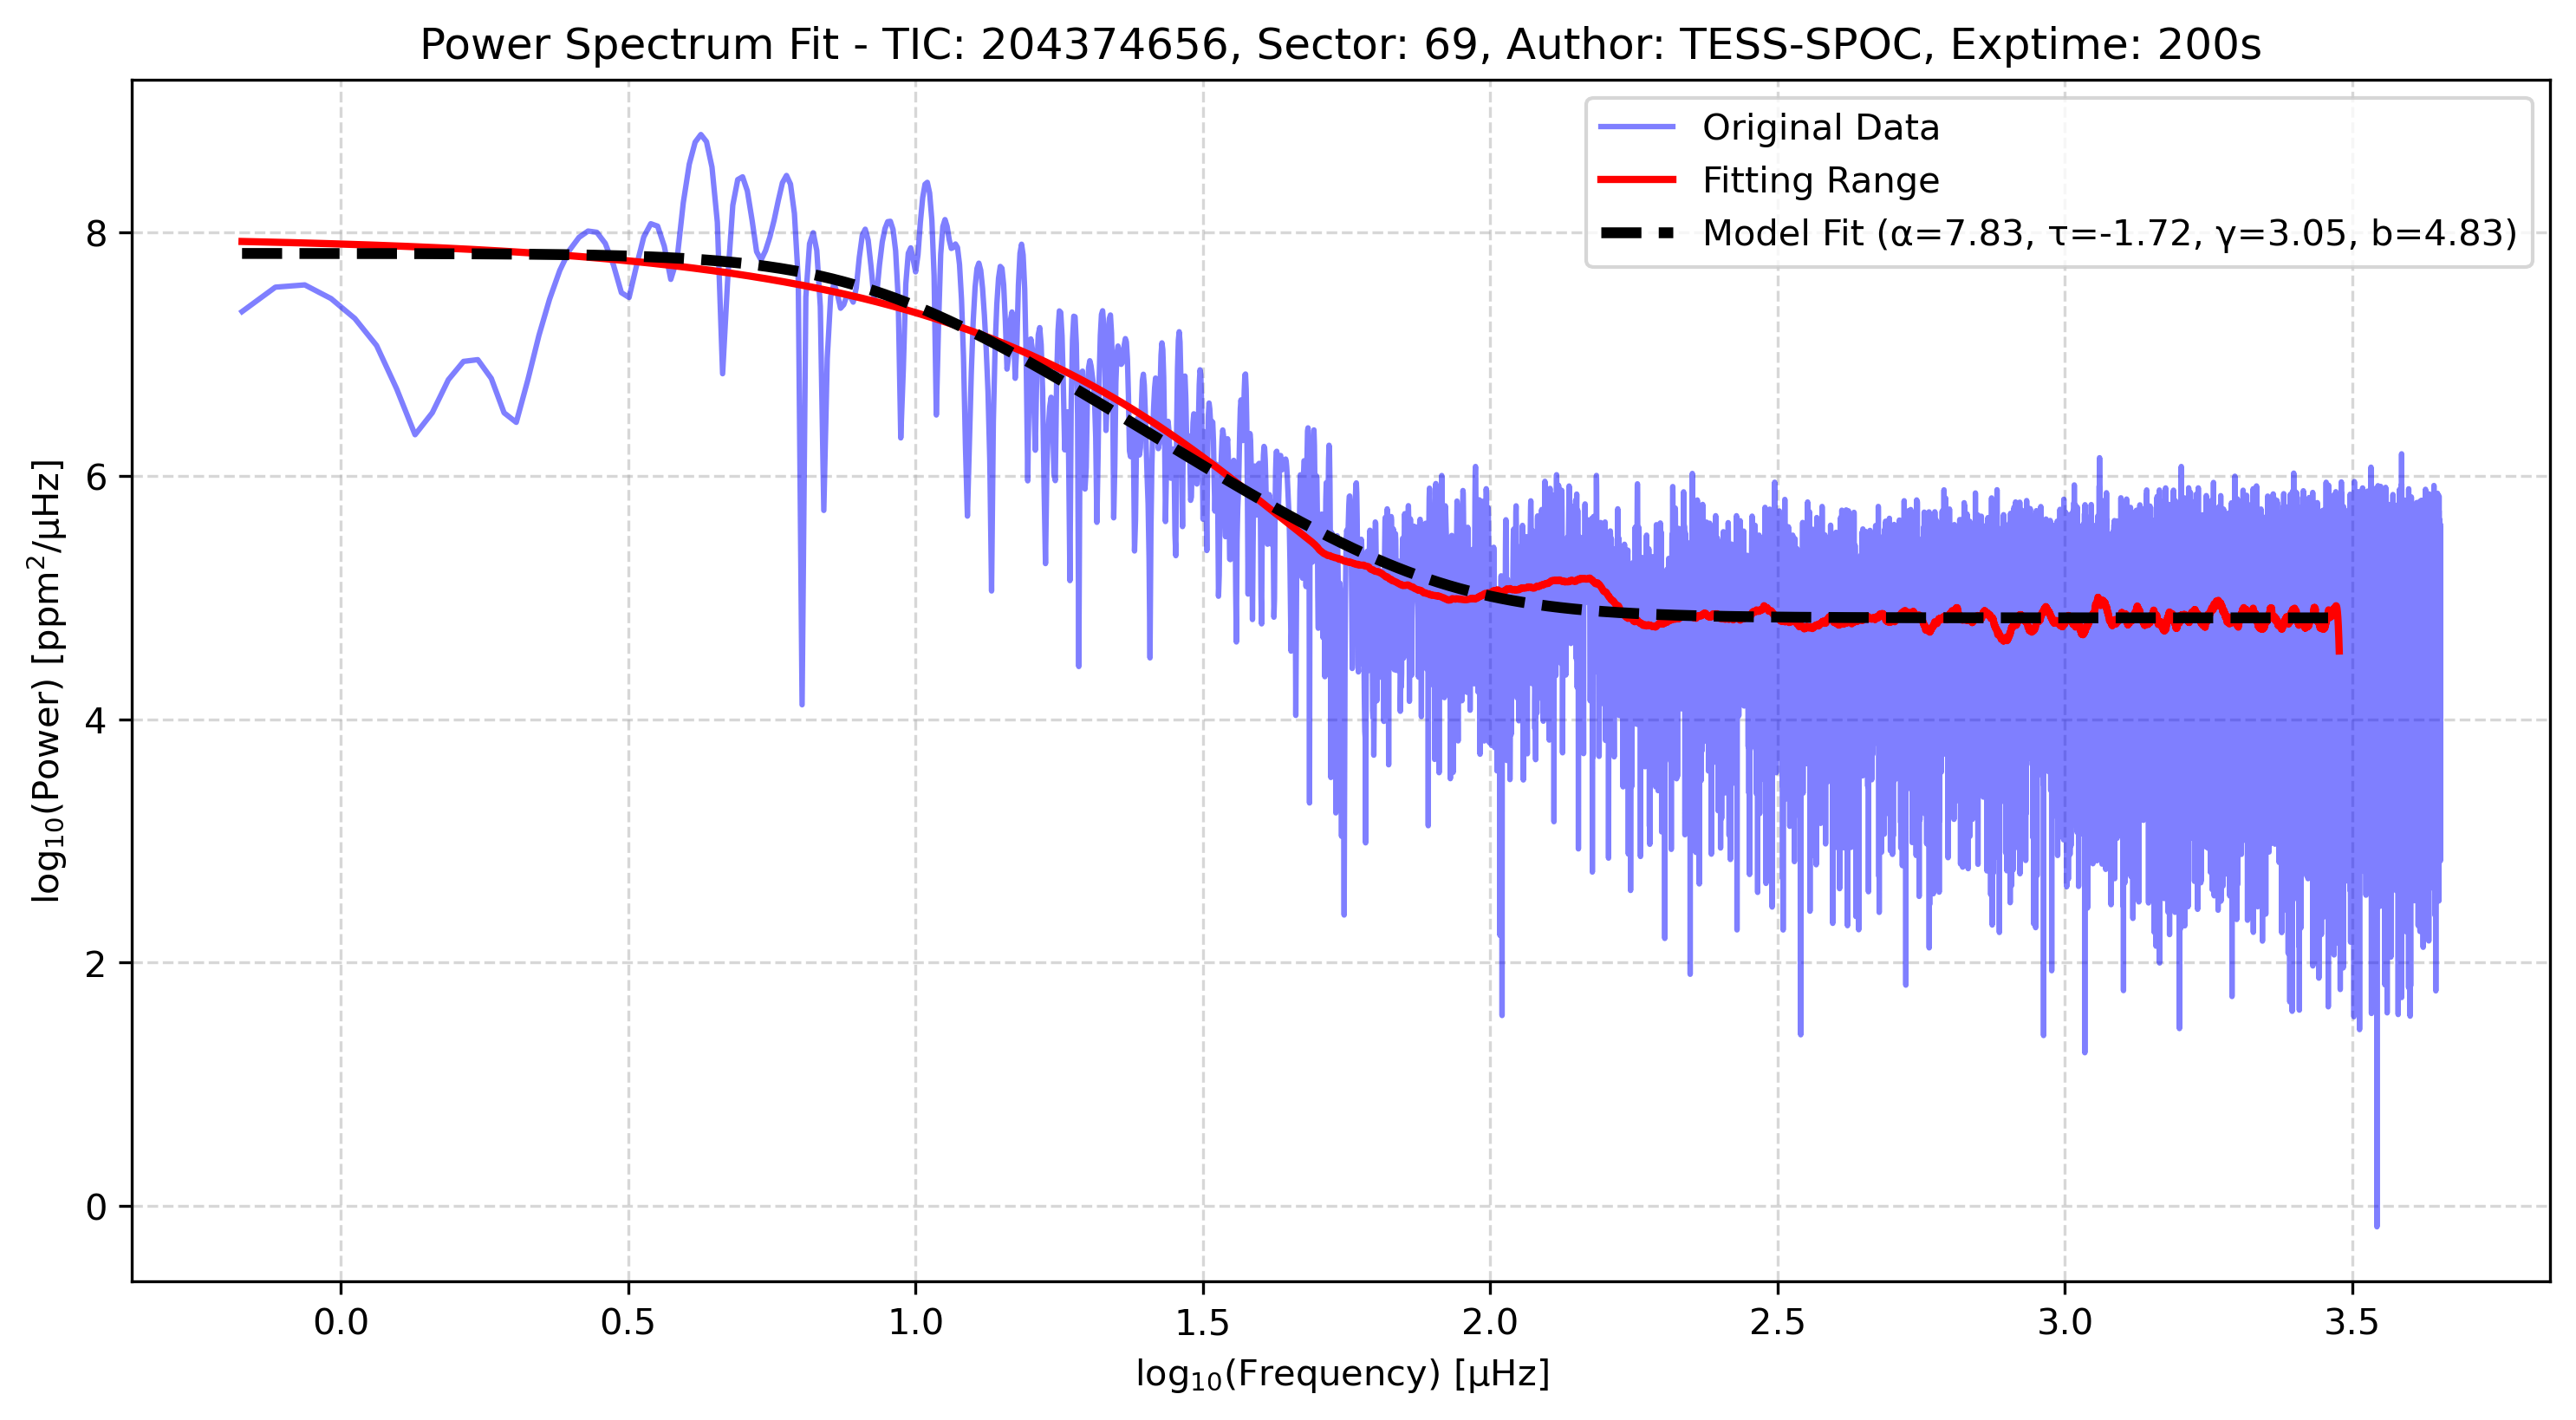 Power Spectrum Fit - TIC: 204374656, Sector: 69, Author: TESS-SPOC, Exptime: 200s
Original Data
Fitting Range
Model Fit (α=7.83, τ=-1.72, γ=3.05, b=4.83)
log₁₀(Power) [ppm²/μHz]
8
6
4
2
0
0.0 0.5 1.0 1.5 2.0 2.5 3.0 3.5
log₁₀(Frequency) [μHz]